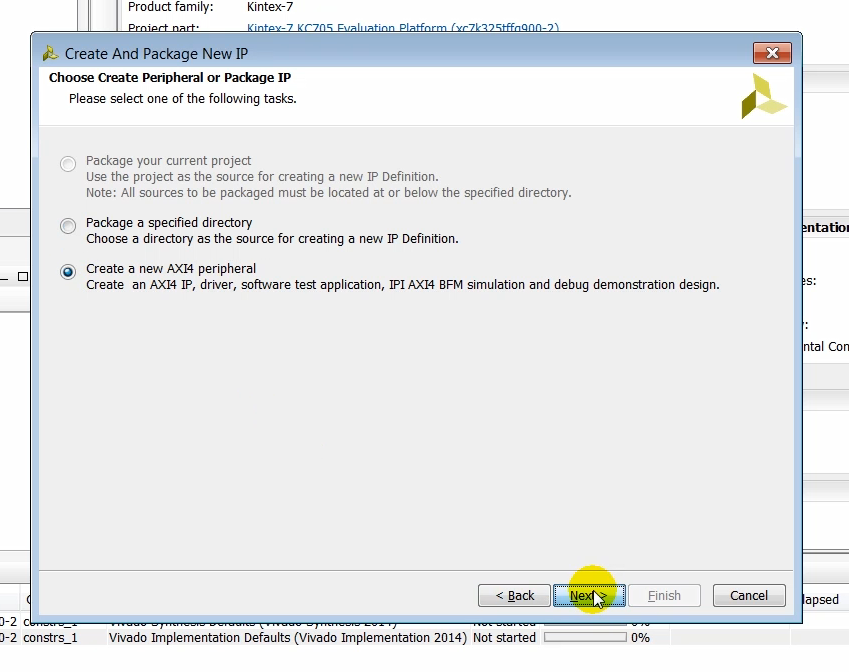 Product family: Kintex-7
Project part: Kintex-7 KC705 Evaluation Platform (xc7k325tffg900-2)
Create And Package New IP
Choose Create Peripheral or Package IP
Please select one of the following tasks.
Package your current project
Use the project as the source for creating a new IP Definition.
Note: All sources to be packaged must be located at or below the specified directory.
Package a specified directory
Choose a directory as the source for creating a new IP Definition.
Create a new AXI4 peripheral
Create an AXI4 IP, driver, software test application, IPI AXI4 BFM simulation and debug demonstration design.
entation
es:
:
ntal Con
< Back Next > Finish Cancel
lapsed
0-2 constrs_1 Vivado Synthesis Defaults (Vivado Synthesis 2014) Not started 0%
0-2 constrs_1 Vivado Implementation Defaults (Vivado Implementation 2014) Not started 0%